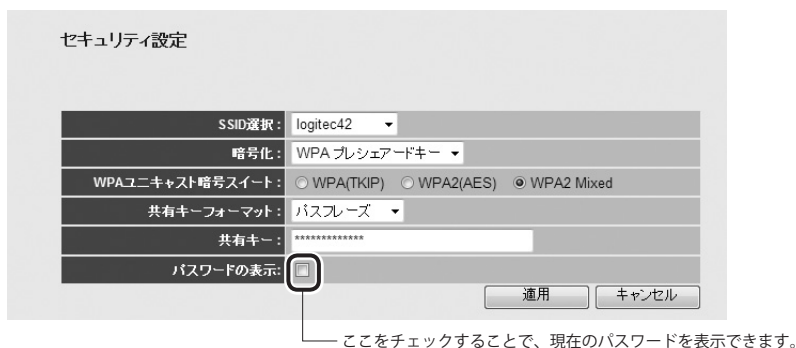 セキュリティ設定
SSID選択: logitec42
暗号化: WPA プレシェアードキー
WPAユニキャスト暗号スイート: WPA(TKIP) WPA2(AES) WPA2 Mixed
共有キーフォーマット: パスフレーズ
共有キー: *************
パスワードの表示:
適用 キャンセル
ここをチェックすることで、現在のパスワードを表示できます。